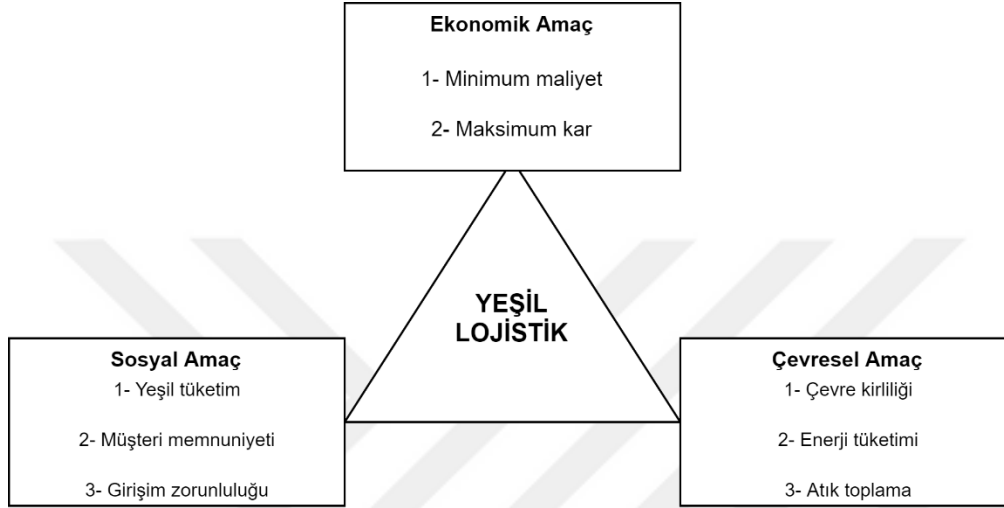 Ekonomik Amaç
1- Minimum maliyet
2- Maksimum kar
YEŞİL
LOJİSTİK
Sosyal Amaç
1- Yeşil tüketim
2- Müşteri memnuniyeti
3- Girişim zorunluluğu
Çevresel Amaç
1- Çevre kirliliği
2- Enerji tüketimi
3- Atık toplama